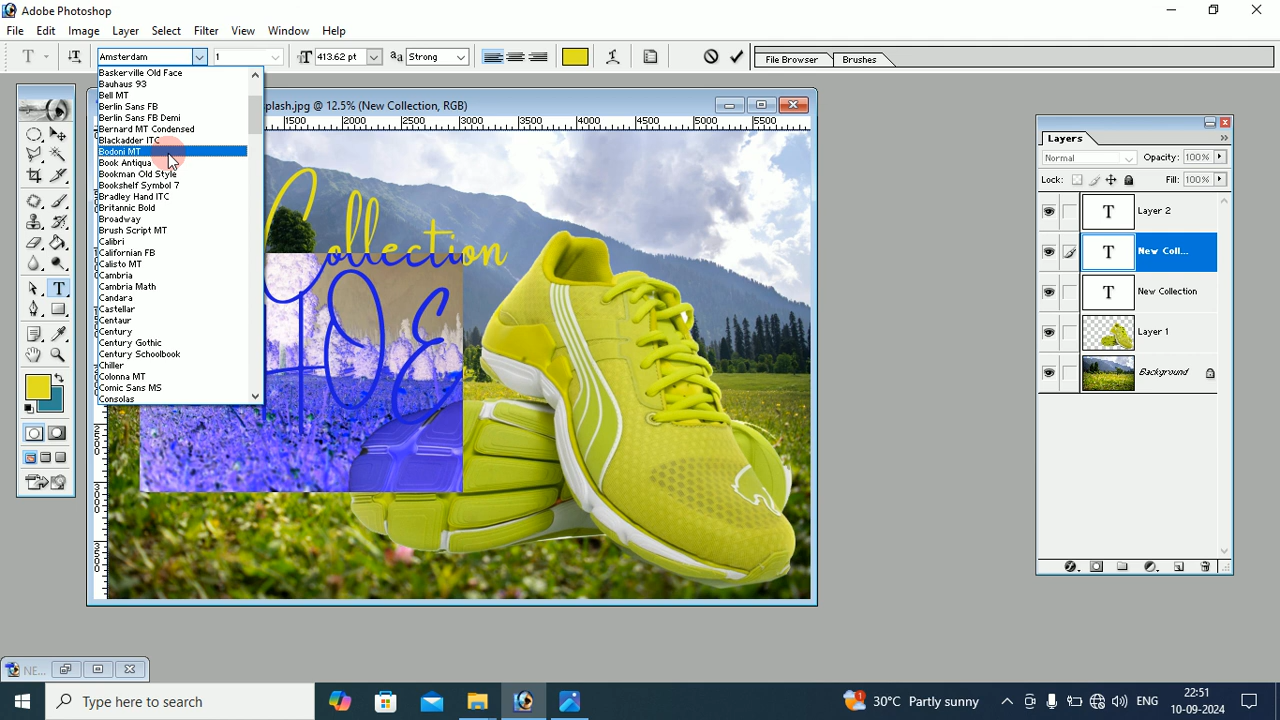 Adobe Photoshop
File Edit Image Layer Select Filter View Window Help
T T Amsterdam 1 T 413.62 pt aa Strong File Browser Brushes
Baskerville Old Face
Bauhaus 93
Bell MT
Berlin Sans FB
Berlin Sans FB Demi
Bernard MT Condensed
Blackadder ITC
Bodoni MT
Book Antiqua
Bookman Old Style
Bookshelf Symbol 7
Bradley Hand ITC
Britannic Bold
Broadway
Brush Script MT
Calibri
Californian FB
Calisto MT
Cambria
Cambria Math
Candara
Castellar
Centaur
Century
Century Gothic
Century Schoolbook
Chiller
Colonna MT
Comic Sans MS
Consolas
plash.jpg @ 12.5% (New Collection, RGB)
1500 2000 2500 3000 3500 4000 4500 5000 5500
Collection
Layers
Normal Opacity: 100%
Lock: Fill: 100%
T Layer 2
T New Coll...
T New Collection
Layer 1
Background
NE...
Type here to search
1 30°C Partly sunny ENG 22:51
10-09-2024